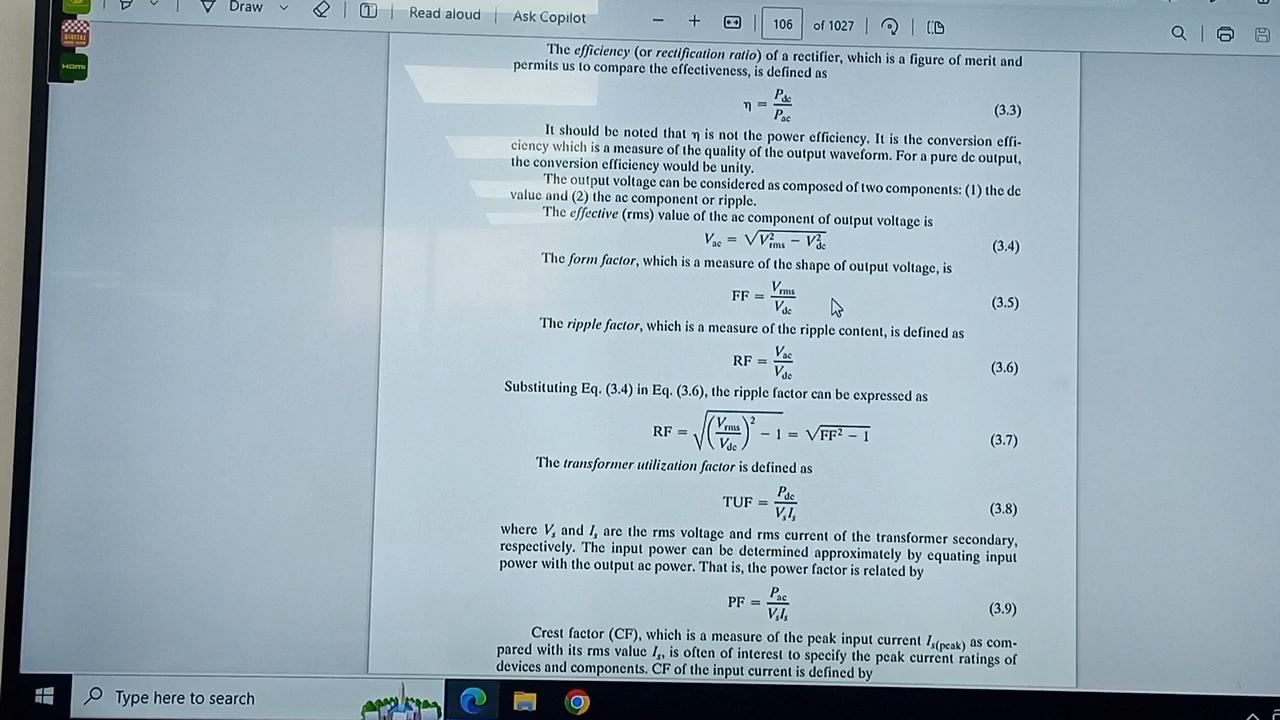 Draw
Read aloud
Ask Copilot
106 of 1027
HDMI
The efficiency (or rectification ratio) of a rectifier, which is a figure of merit and
permits us to compare the effectiveness, is defined as
η = Pdc / Pac (3.3)
It should be noted that η is not the power efficiency. It is the conversion effi-
ciency which is a measure of the quality of the output waveform. For a pure dc output,
the conversion efficiency would be unity.
The output voltage can be considered as composed of two components: (1) the dc
value and (2) the ac component or ripple.
The effective (rms) value of the ac component of output voltage is
Vac = √(V²rms − V²dc) (3.4)
The form factor, which is a measure of the shape of output voltage, is
FF = Vrms / Vdc (3.5)
The ripple factor, which is a measure of the ripple content, is defined as
RF = Vac / Vdc (3.6)
Substituting Eq. (3.4) in Eq. (3.6), the ripple factor can be expressed as
RF = √((Vrms / Vdc)² − 1) = √(FF² − 1) (3.7)
The transformer utilization factor is defined as
TUF = Pdc / VsIs (3.8)
where Vs and Is are the rms voltage and rms current of the transformer secondary,
respectively. The input power can be determined approximately by equating input
power with the output ac power. That is, the power factor is related by
PF = Pac / VsIs (3.9)
Crest factor (CF), which is a measure of the peak input current Is(peak) as com-
pared with its rms value Is, is often of interest to specify the peak current ratings of
devices and components. CF of the input current is defined by
Type here to search